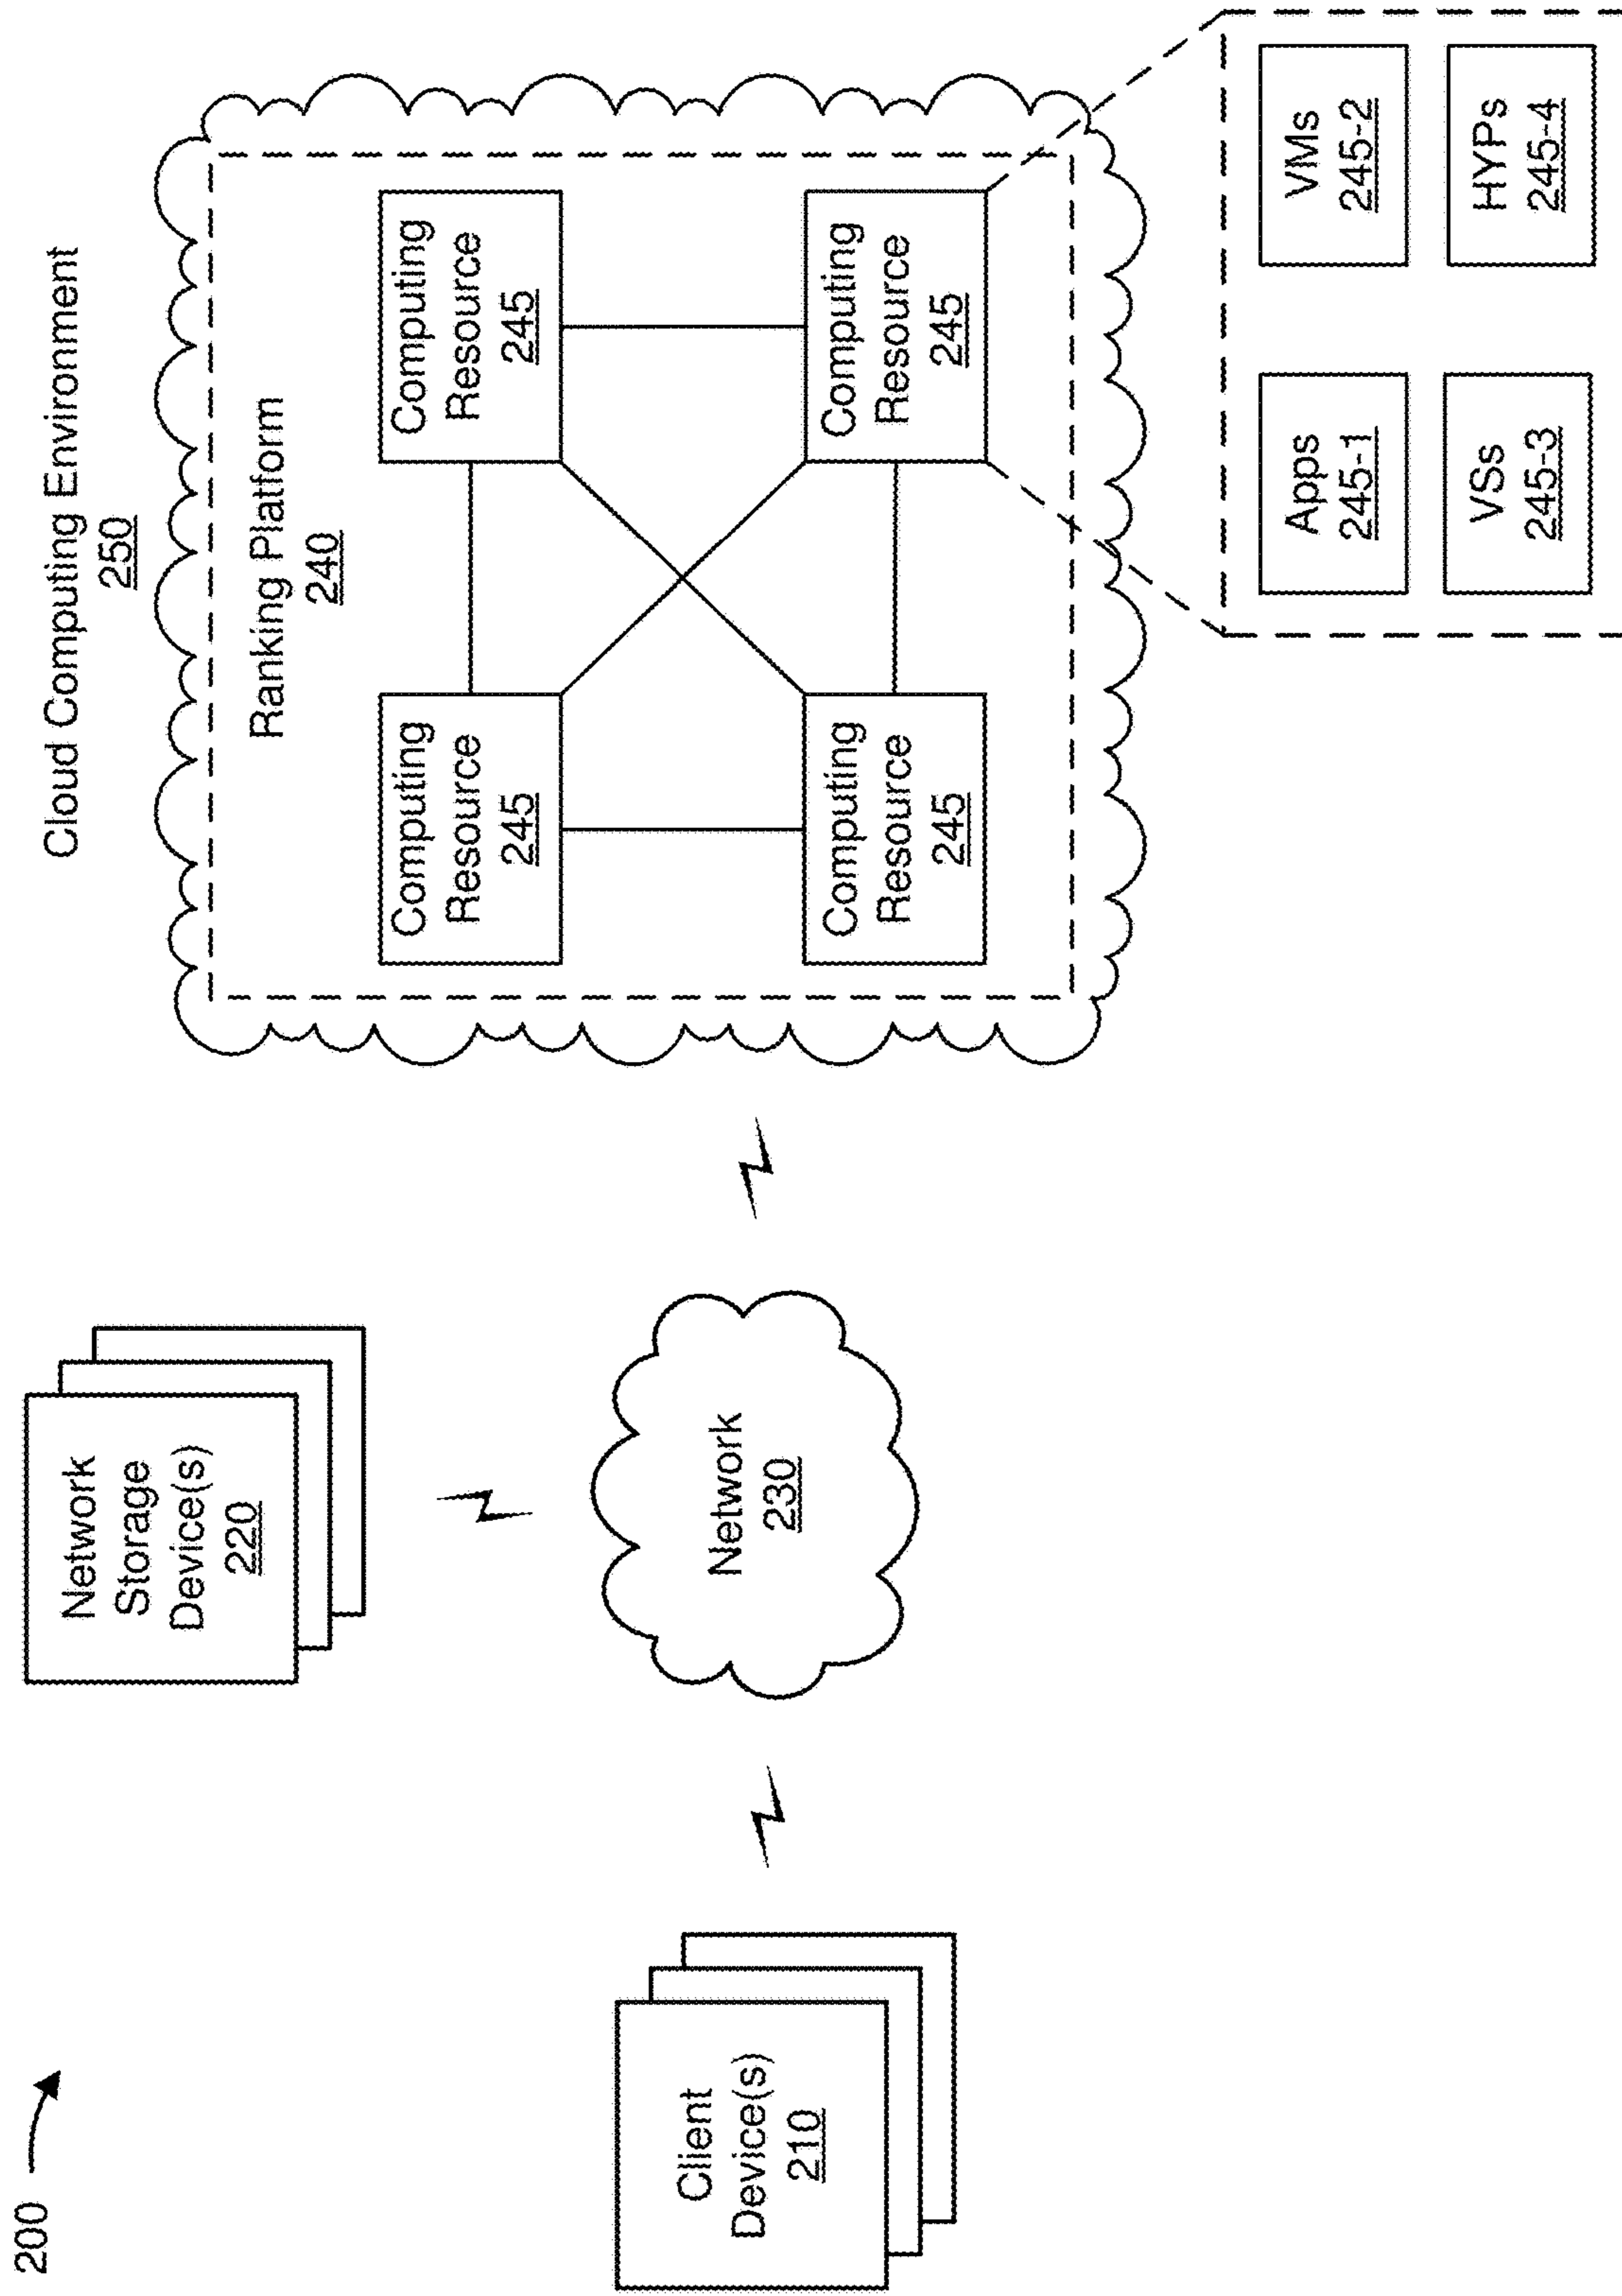 200
Cloud Computing Environment
250
Network
Storage
Device(s)
220
Ranking Platform
240
Computing
Resource
245
Computing
Resource
245
Client
Device(s)
210
Network
230
Computing
Resource
245
Computing
Resource
245
Apps
245-1
VMs
245-2
VSs
245-3
HYPs
245-4